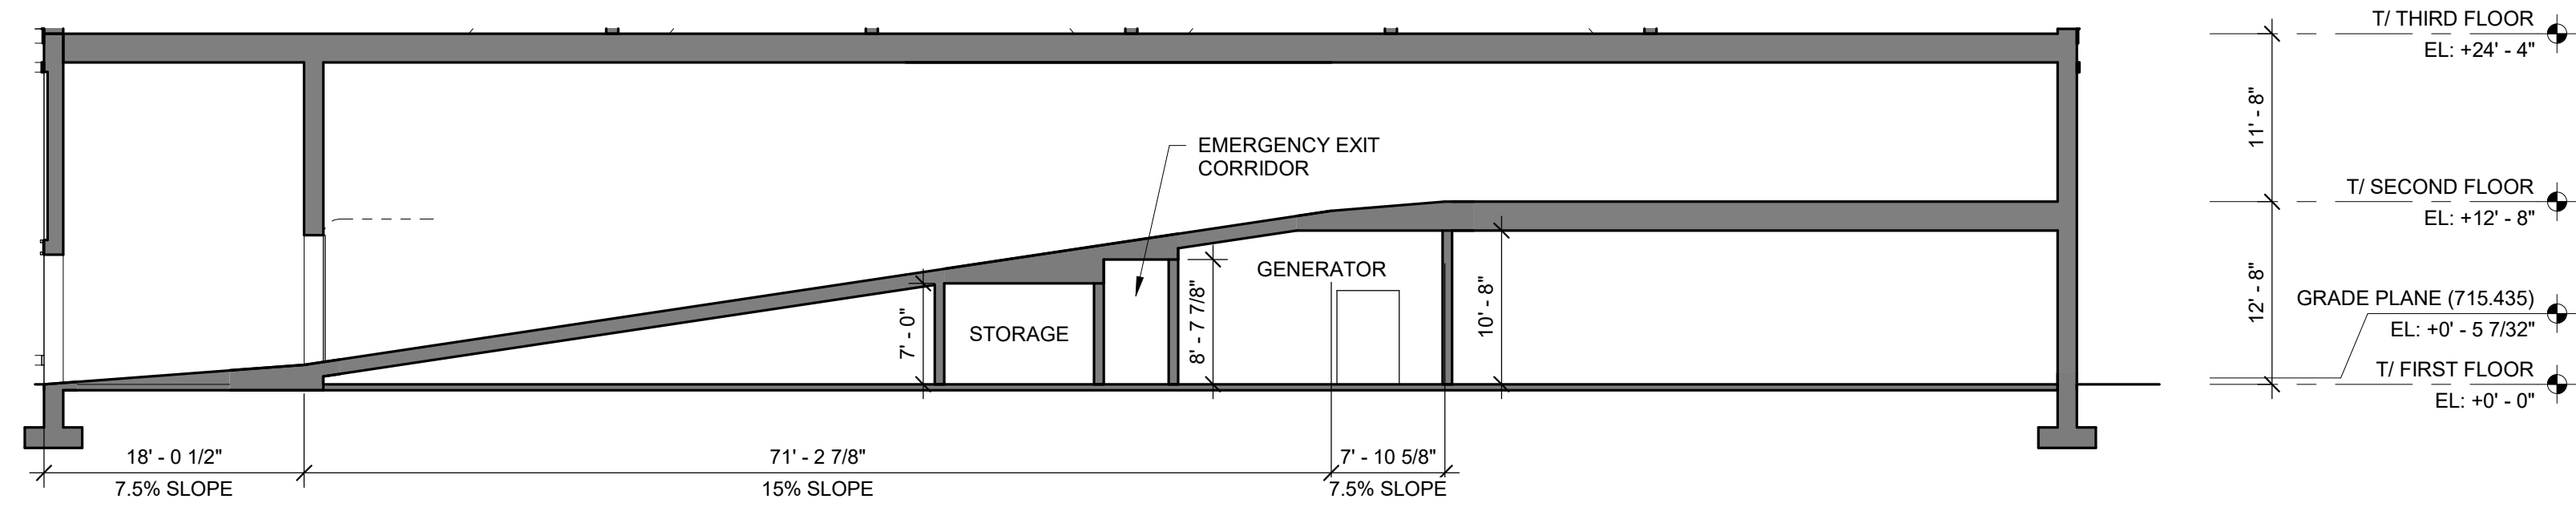 T/ THIRD FLOOR
EL: +24' - 4"
11' - 8"
EMERGENCY EXIT
CORRIDOR
T/ SECOND FLOOR
EL: +12' - 8"
GENERATOR
12' - 8"
GRADE PLANE (715.435)
EL: +0' - 5 7/32"
7' - 0"
STORAGE
8' - 7 7/8"
10' - 8"
T/ FIRST FLOOR
EL: +0' - 0"
18' - 0 1/2"
71' - 2 7/8"
7' - 10 5/8"
7.5% SLOPE
15% SLOPE
7.5% SLOPE